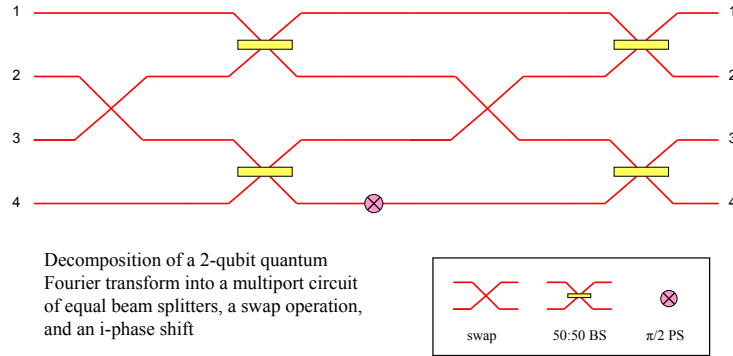 1 1
2 2
3 3
4 4
Decomposition of a 2-qubit quantum
Fourier transform into a multiport circuit
of equal beam splitters, a swap operation,
and an i-phase shift
swap 50:50 BS π/2 PS